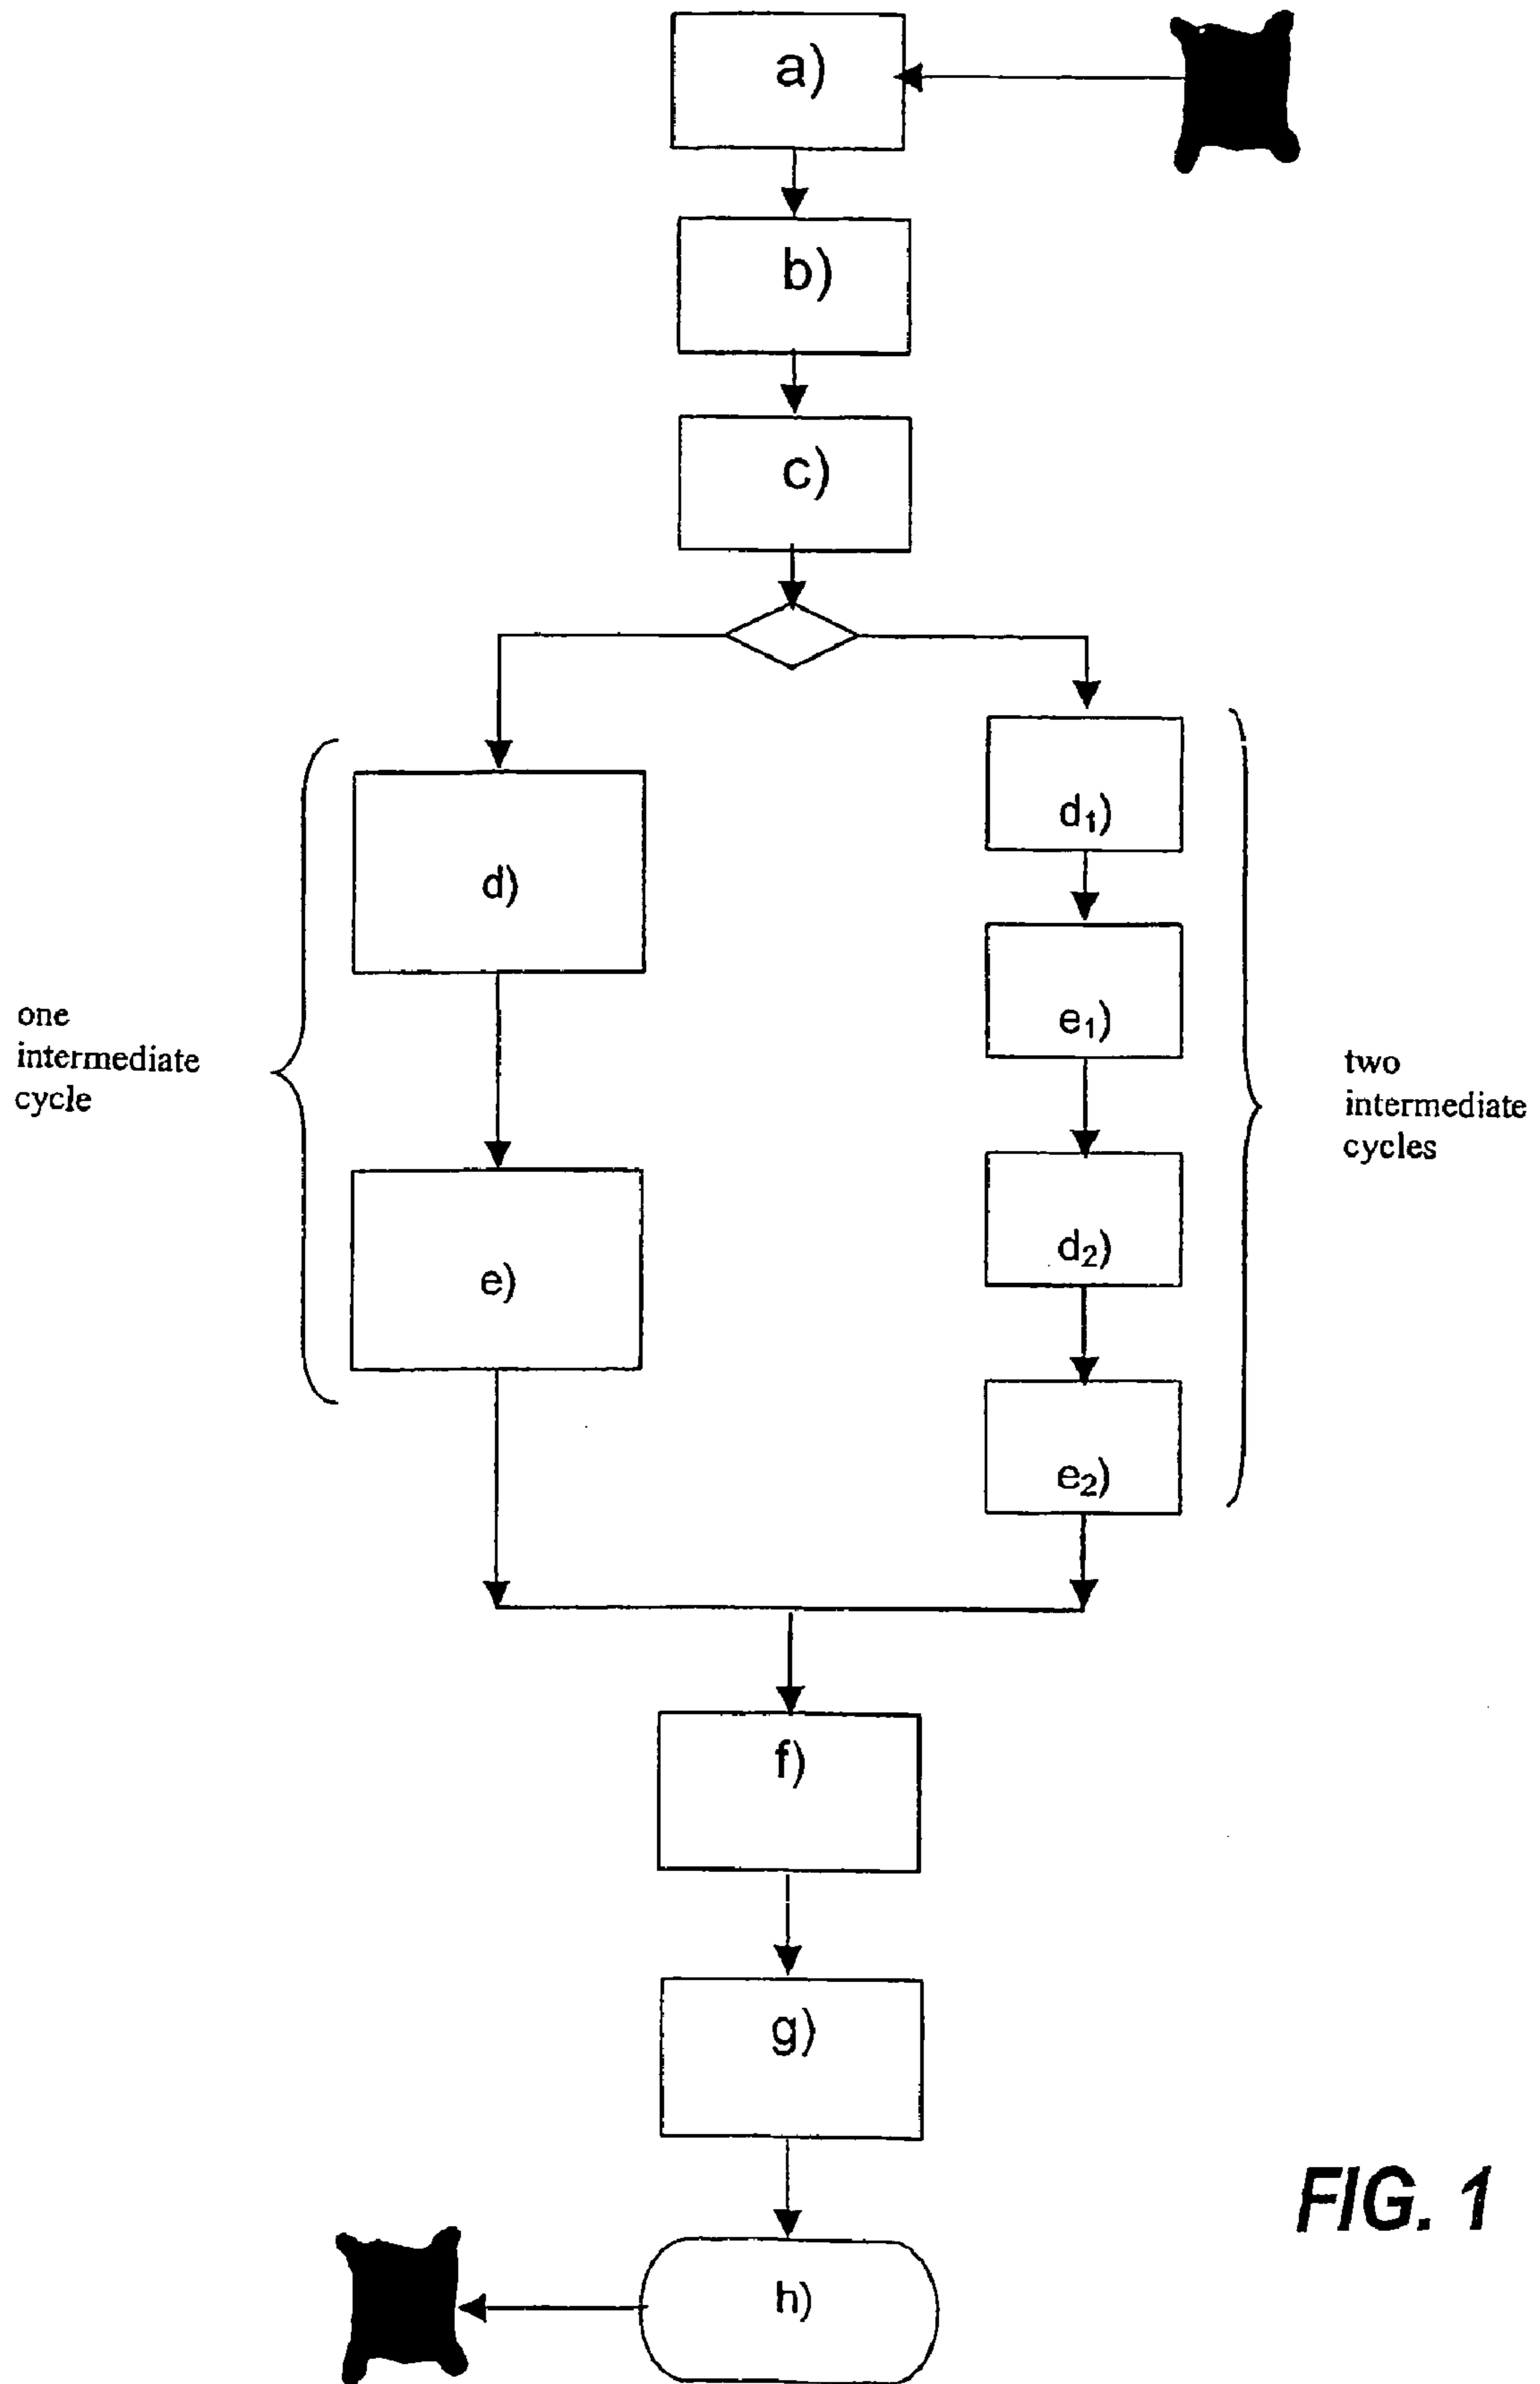 a)
b)
c)
d)
e)
one
intermediate
cycle
d₁)
e₁)
d₂)
e₂)
two
intermediate
cycles
f)
g)
h)
FIG. 1